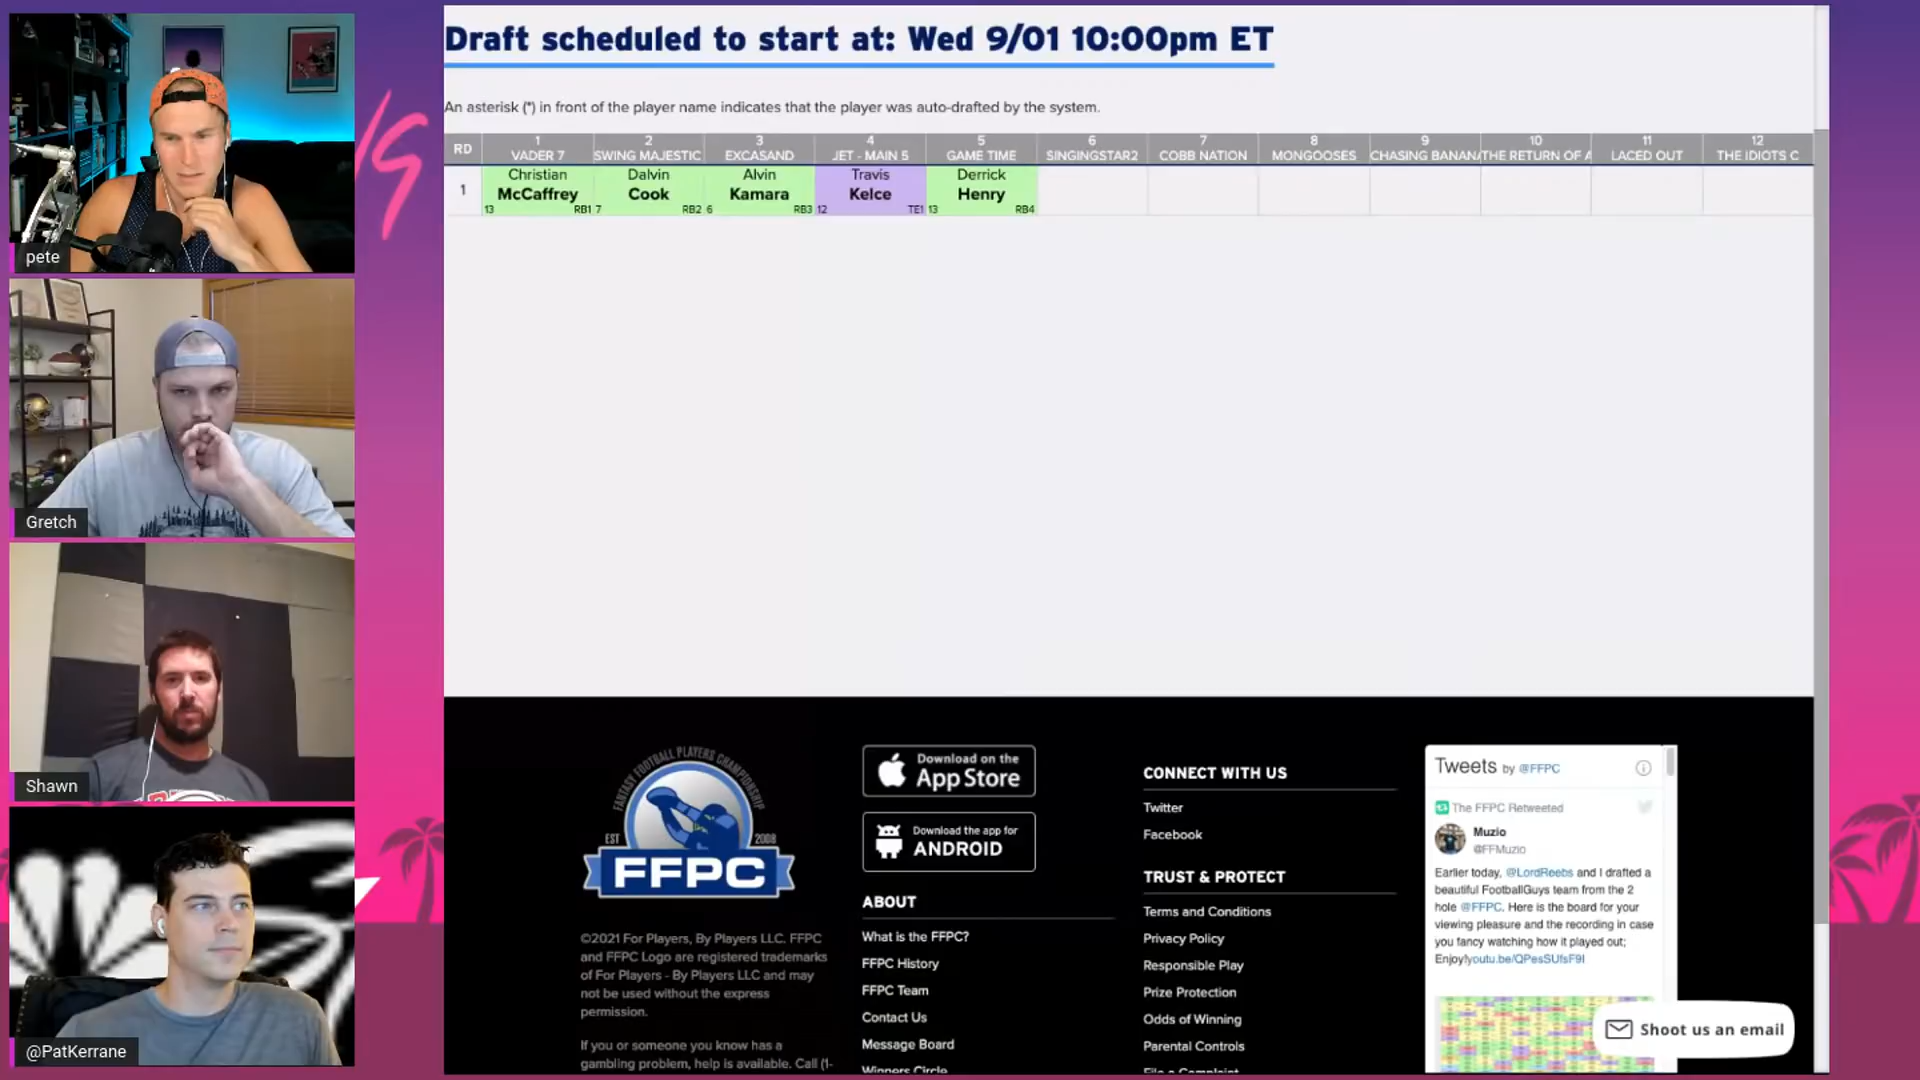 Draft scheduled to start at: Wed 9/01 10:00pm ET
An asterisk (*) in front of the player name indicates that the player was auto-drafted by the system.
RD
1 VADER 7
2 SWING MAJESTIC
3 EXCASAND
4 JET - MAIN 5
5 GAME TIME
6 SINGINGSTAR2
7 COBB NATION
8 MONGOOSES
9 CHASING BANAN
10 THE RETURN OF A
11 LACED OUT
12 THE IDIOTS C
1
Christian McCaffrey 13 RB1
Dalvin Cook 7 RB2
Alvin Kamara 6 RB3
Travis Kelce 12 TE1
Derrick Henry 13 RB4
pete
Gretch
Shawn
@PatKerrane
FANTASY FOOTBALL PLAYERS CHAMPIONSHIP
EST 2008
FFPC
©2021 For Players, By Players LLC. FFPC
and FFPC Logo are registered trademarks
of For Players - By Players LLC and may
not be used without the express
permission.
If you or someone you know has a
gambling problem, help is available. Call (1-
Download on the
App Store
Download the app for
ANDROID
ABOUT
What is the FFPC?
FFPC History
FFPC Team
Contact Us
Message Board
Winners Circle
CONNECT WITH US
Twitter
Facebook
TRUST & PROTECT
Terms and Conditions
Privacy Policy
Responsible Play
Prize Protection
Odds of Winning
Parental Controls
File a Complaint
Tweets by @FFPC
The FFPC Retweeted
Muzio
@FFMuzio
Earlier today, @LordReebs and I drafted a
beautiful FootballGuys team from the 2
hole @FFPC. Here is the board for your
viewing pleasure and the recording in case
you fancy watching how it played out;
Enjoy!youtu.be/QPesSUfsF9I
Shoot us an email